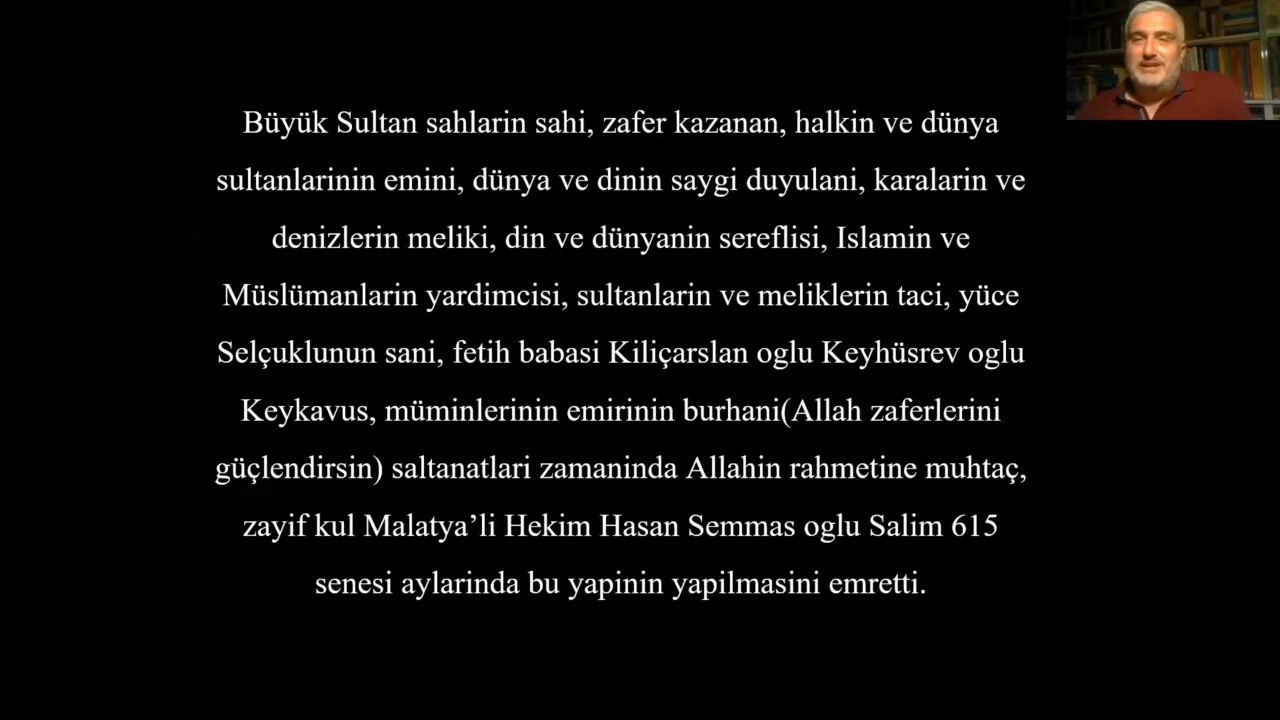 Büyük Sultan sahlarin sahi, zafer kazanan, halkin ve dünya
sultanlarinin emini, dünya ve dinin saygi duyulani, karalarin ve
denizlerin meliki, din ve dünyanin sereflisi, Islamin ve
Müslümanlarin yardimcisi, sultanlarin ve meliklerin taci, yüce
Selçuklunun sani, fetih babasi Kiliçarslan oglu Keyhüsrev oglu
Keykavus, müminlerinin emirinin burhani(Allah zaferlerini
güçlendirsin) saltanatlari zamaninda Allahin rahmetine muhtaç,
zayif kul Malatya’li Hekim Hasan Semmas oglu Salim 615
senesi aylarinda bu yapinin yapilmasini emretti.